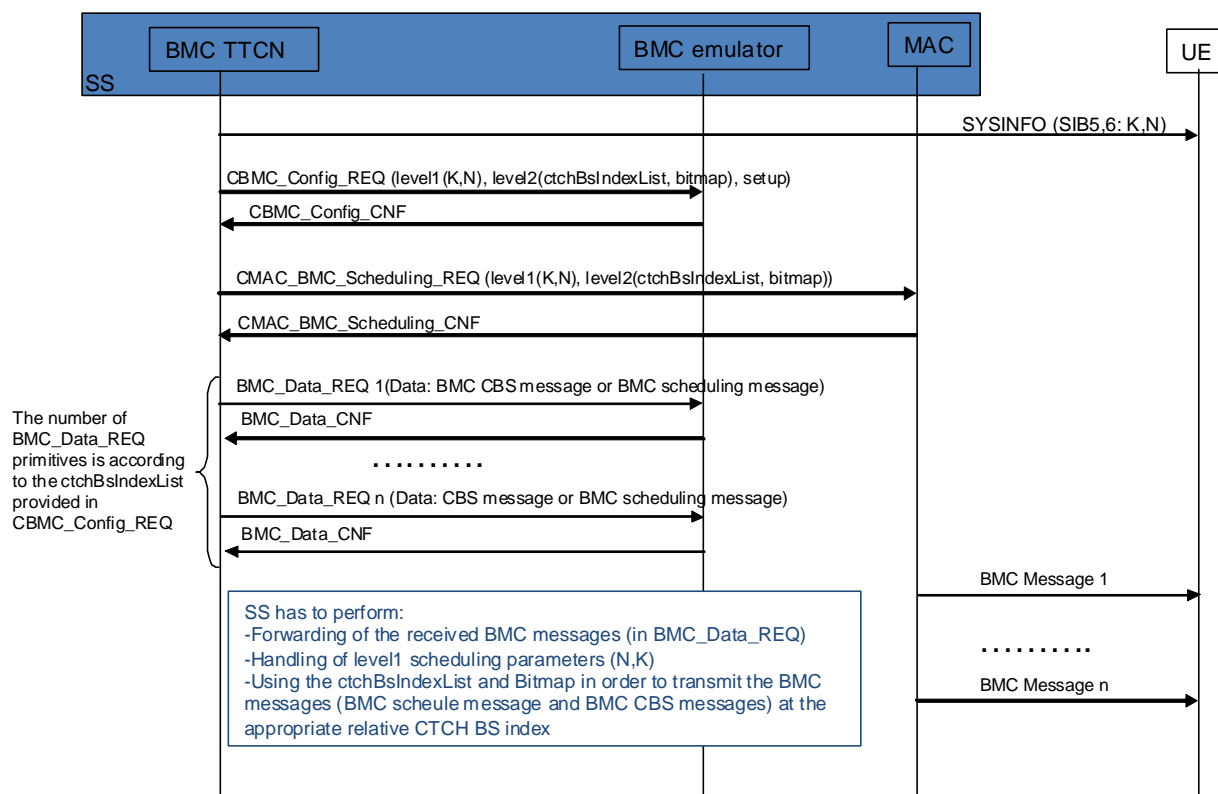 BMC TTCN
BMC emulator
MAC
UE
SS
SYSINFO (SIB5,6: K,N)
CBMC_Config_REQ (level1(K,N), level2(ctchBsIndexList, bitmap), setup)
CBMC_Config_CNF
CMAC_BMC_Scheduling_REQ (level1(K,N), level2(ctchBsIndexList, bitmap))
CMAC_BMC_Scheduling_CNF
BMC_Data_REQ 1(Data: BMC CBS message or BMC scheduling message)
BMC_Data_CNF
..........
BMC_Data_REQ n (Data: CBS message or BMC scheduling message)
BMC_Data_CNF
The number of
BMC_Data_REQ
primitives is according
to the ctchBsIndexList
provided in
CBMC_Config_REQ
BMC Message 1
..........
BMC Message n
SS has to perform:
-Forwarding of the received BMC messages (in BMC_Data_REQ)
-Handling of level1 scheduling parameters (N,K)
-Using the ctchBsIndexList and Bitmap in order to transmit the BMC
messages (BMC scheule message and BMC CBS messages) at the
appropriate relative CTCH BS index